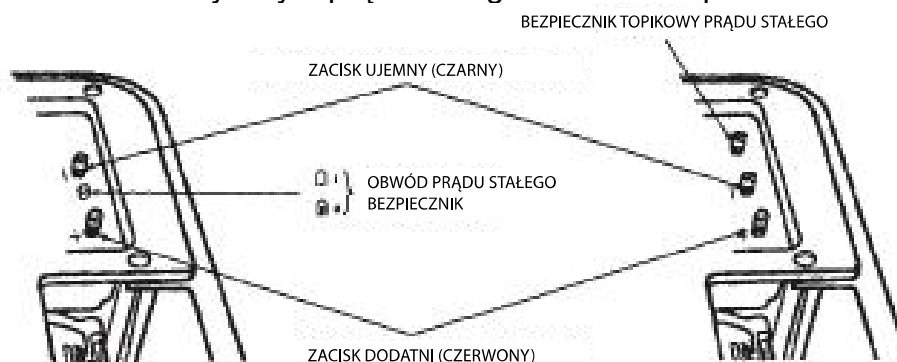 BEZPIECZNIK TOPIKOWY PRĄDU STAŁEGO
ZACISK UJEMNY (CZARNY)
OBWÓD PRĄDU STAŁEGO
BEZPIECZNIK
ZACISK DODATNI (CZERWONY)